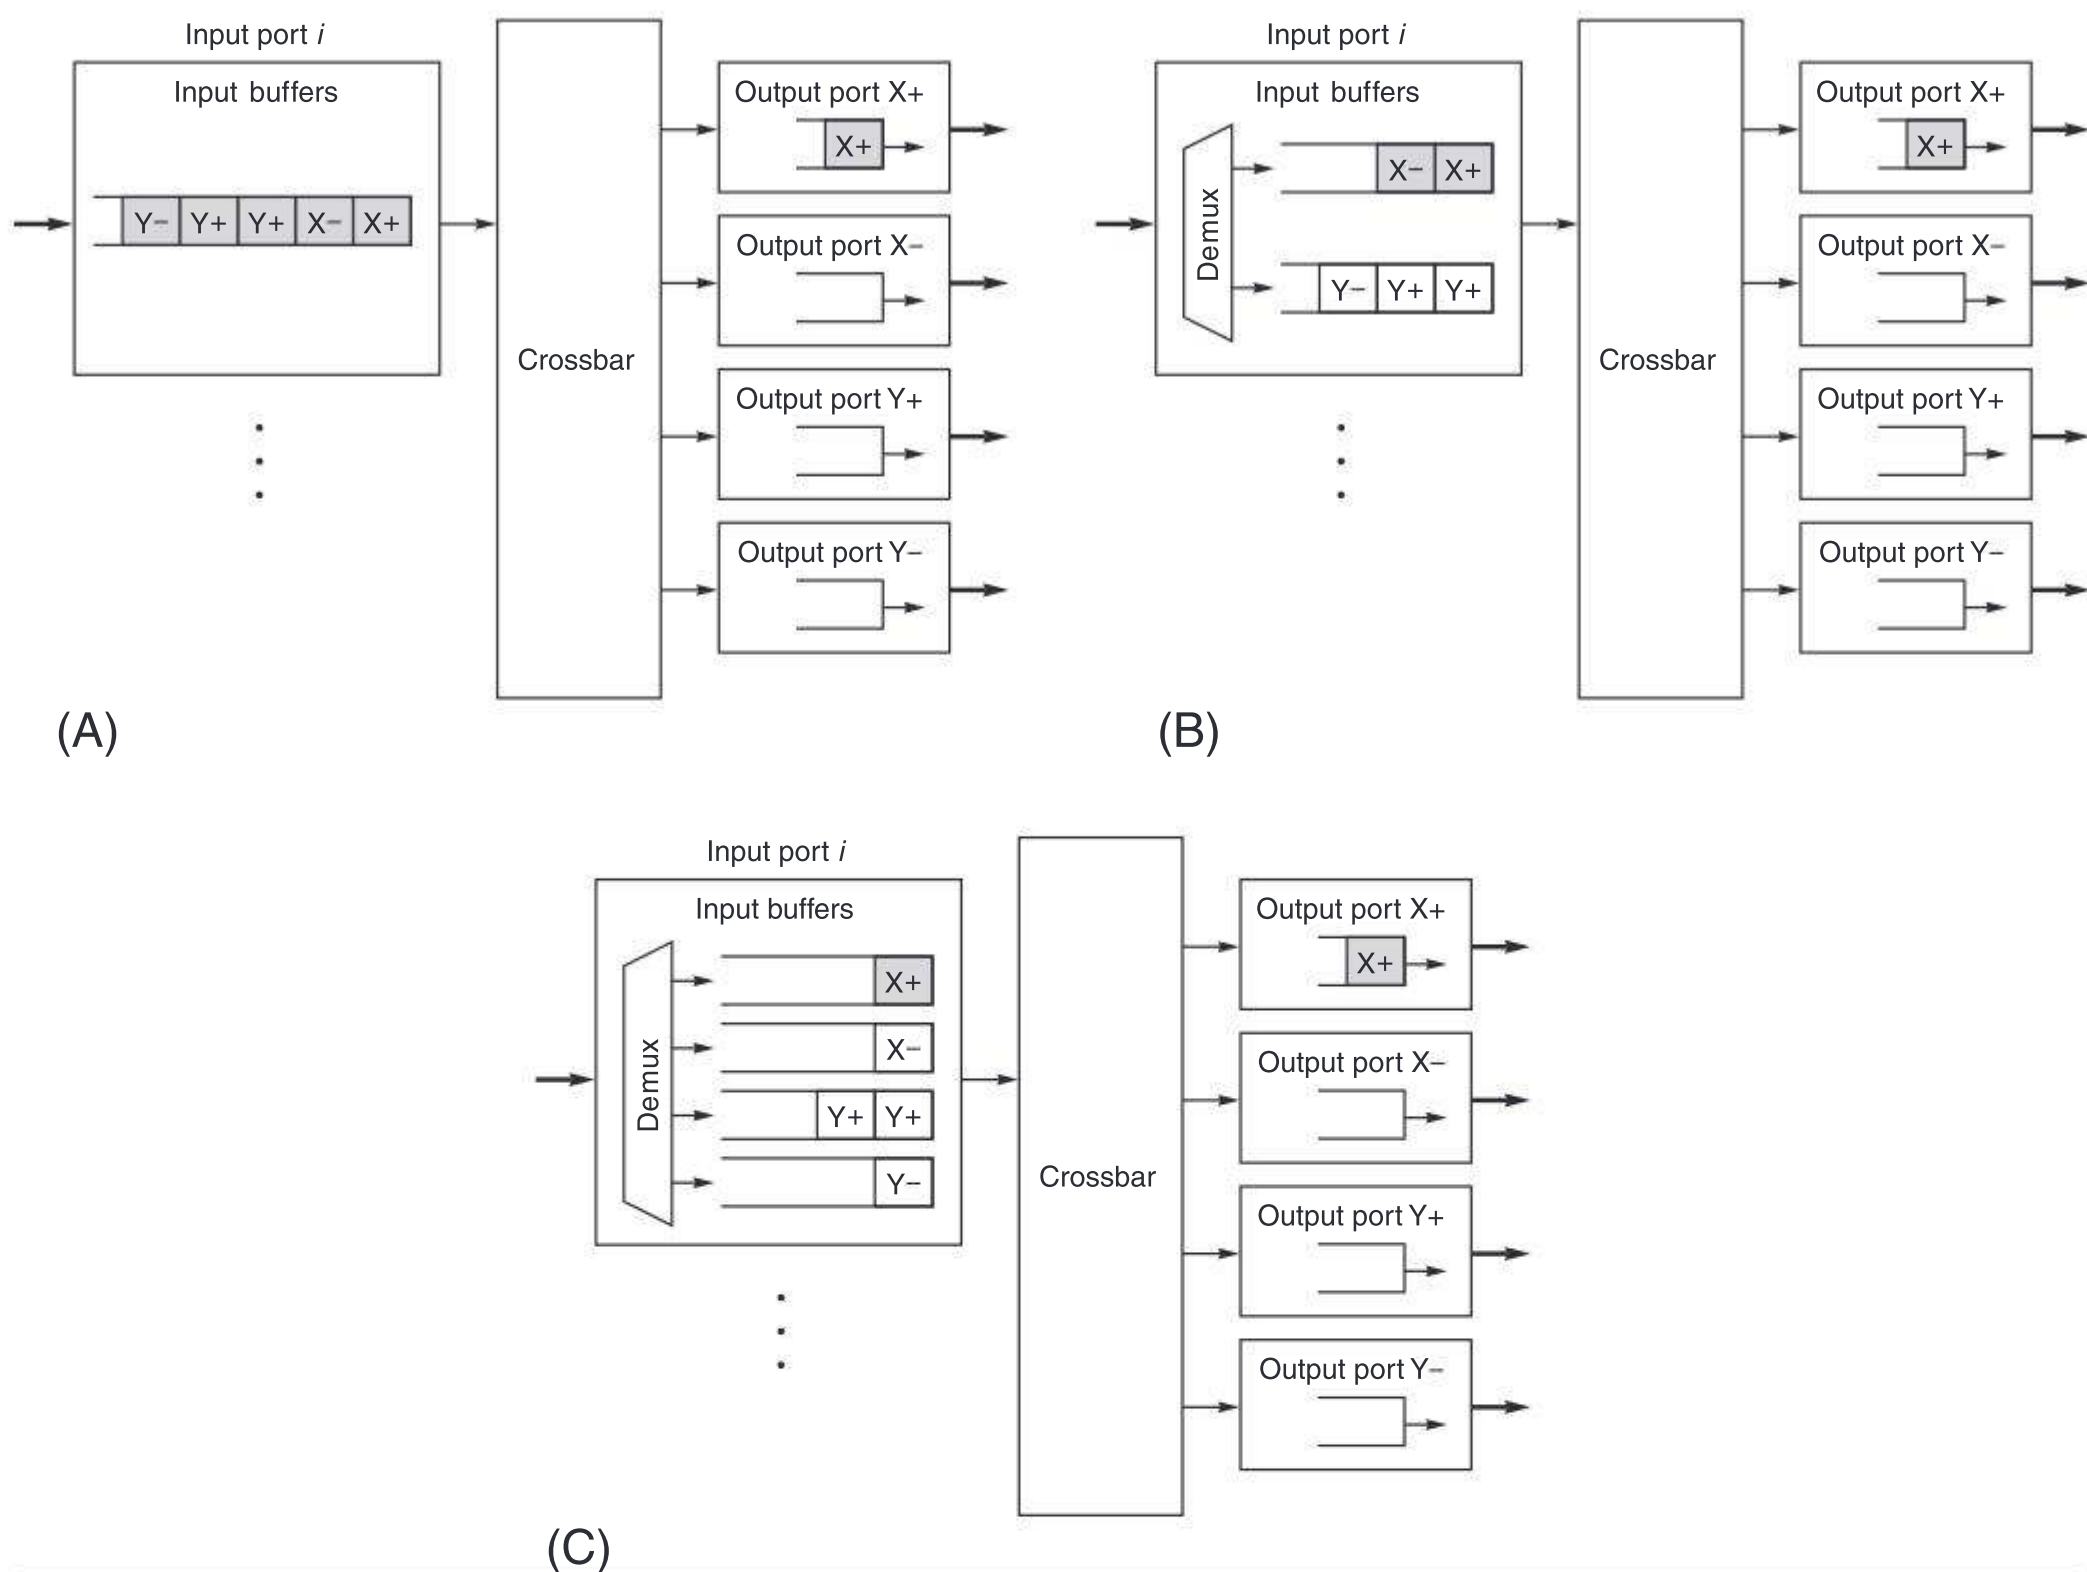 Input port i
Input buffers
Y− Y+ Y+ X− X+
Crossbar
Output port X+
X+
Output port X−
Output port Y+
Output port Y−
(A)
Input port i
Input buffers
Demux
X− X+
Y− Y+ Y+
Crossbar
Output port X+
X+
Output port X−
Output port Y+
Output port Y−
(B)
Input port i
Input buffers
Demux
X+
X−
Y+ Y+
Y−
Crossbar
Output port X+
X+
Output port X−
Output port Y+
Output port Y−
(C)